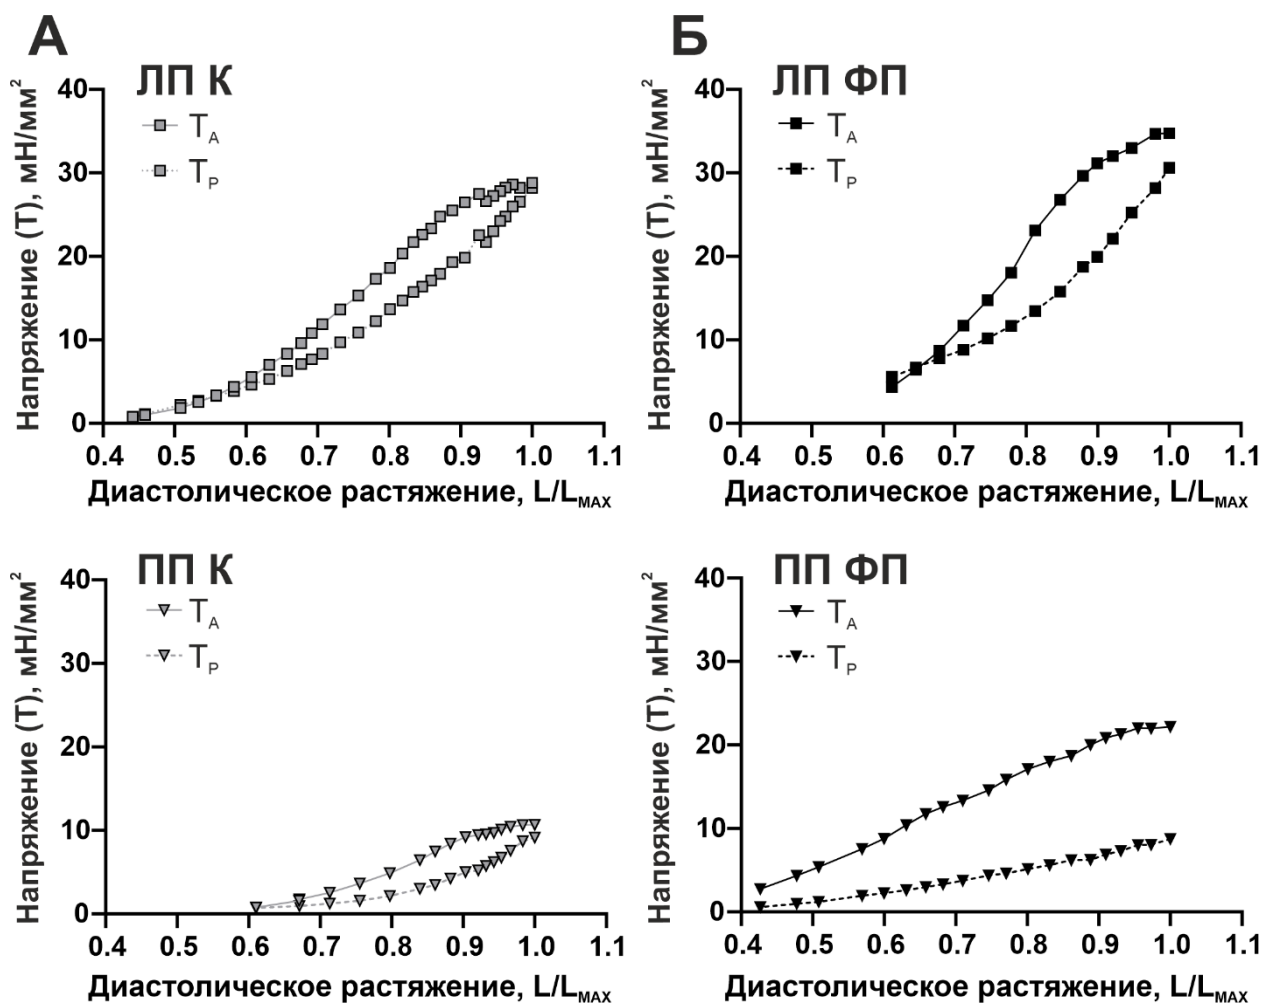 А
Б
ЛП К
T_A
T_P
Напряжение (T), мН/мм²
40
30
20
10
0
0.4 0.5 0.6 0.7 0.8 0.9 1.0 1.1
Диастолическое растяжение, L/L_MAX
ЛП ФП
T_A
T_P
Напряжение (T), мН/мм²
40
30
20
10
0
0.4 0.5 0.6 0.7 0.8 0.9 1.0 1.1
Диастолическое растяжение, L/L_MAX
ПП К
T_A
T_P
Напряжение (T), мН/мм²
40
30
20
10
0
0.4 0.5 0.6 0.7 0.8 0.9 1.0 1.1
Диастолическое растяжение, L/L_MAX
ПП ФП
T_A
T_P
Напряжение (T), мН/мм²
40
30
20
10
0
0.4 0.5 0.6 0.7 0.8 0.9 1.0 1.1
Диастолическое растяжение, L/L_MAX